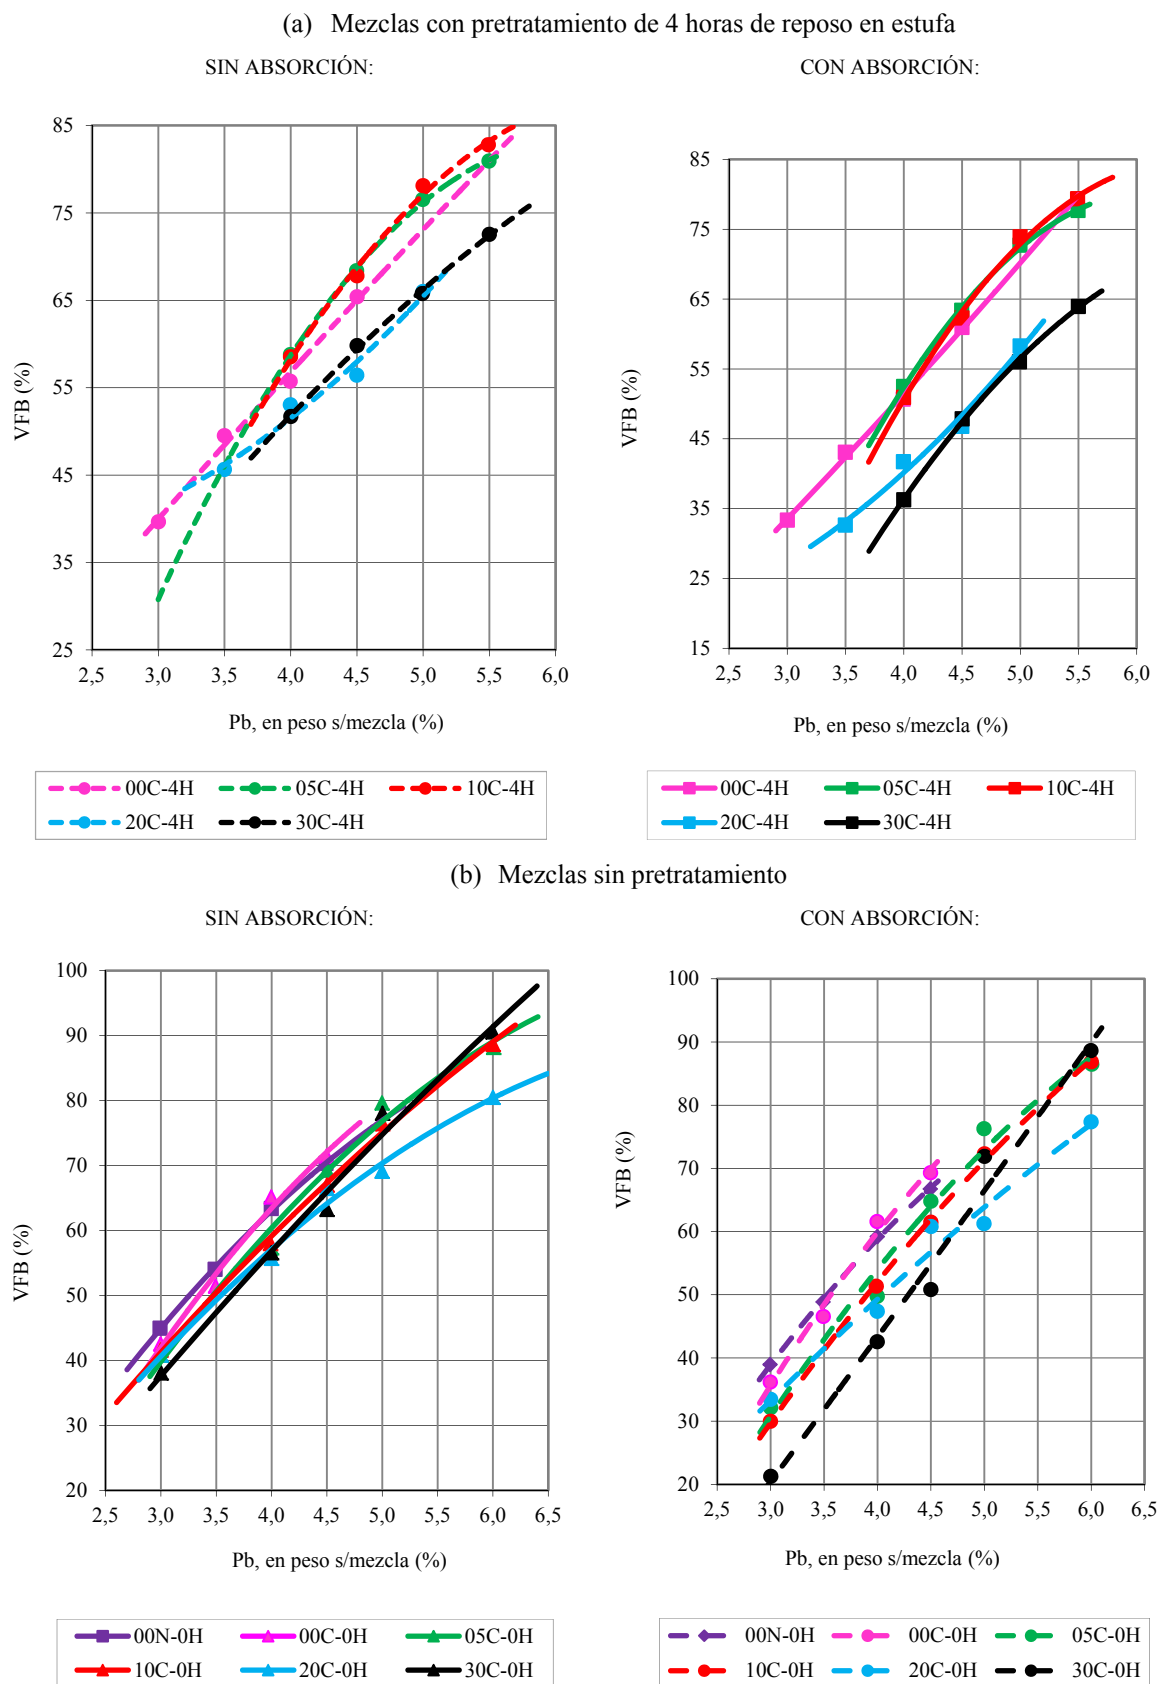 (a) Mezclas con pretratamiento de 4 horas de reposo en estufa
SIN ABSORCIÓN:
CON ABSORCIÓN:
85
75
65
55
45
35
25
VFB (%)
2,5 3,0 3,5 4,0 4,5 5,0 5,5 6,0
Pb, en peso s/mezcla (%)
85
75
65
55
45
35
25
15
VFB (%)
2,5 3,0 3,5 4,0 4,5 5,0 5,5 6,0
Pb, en peso s/mezcla (%)
00C-4H 05C-4H 10C-4H
20C-4H 30C-4H
00C-4H 05C-4H 10C-4H
20C-4H 30C-4H
(b) Mezclas sin pretratamiento
SIN ABSORCIÓN:
CON ABSORCIÓN:
100
90
80
70
60
50
40
30
20
VFB (%)
2,5 3,0 3,5 4,0 4,5 5,0 5,5 6,0 6,5
Pb, en peso s/mezcla (%)
100
90
80
70
60
50
40
30
20
VFB (%)
2,5 3,0 3,5 4,0 4,5 5,0 5,5 6,0 6,5
Pb, en peso s/mezcla (%)
00N-0H 00C-0H 05C-0H
10C-0H 20C-0H 30C-0H
00N-0H 00C-0H 05C-0H
10C-0H 20C-0H 30C-0H